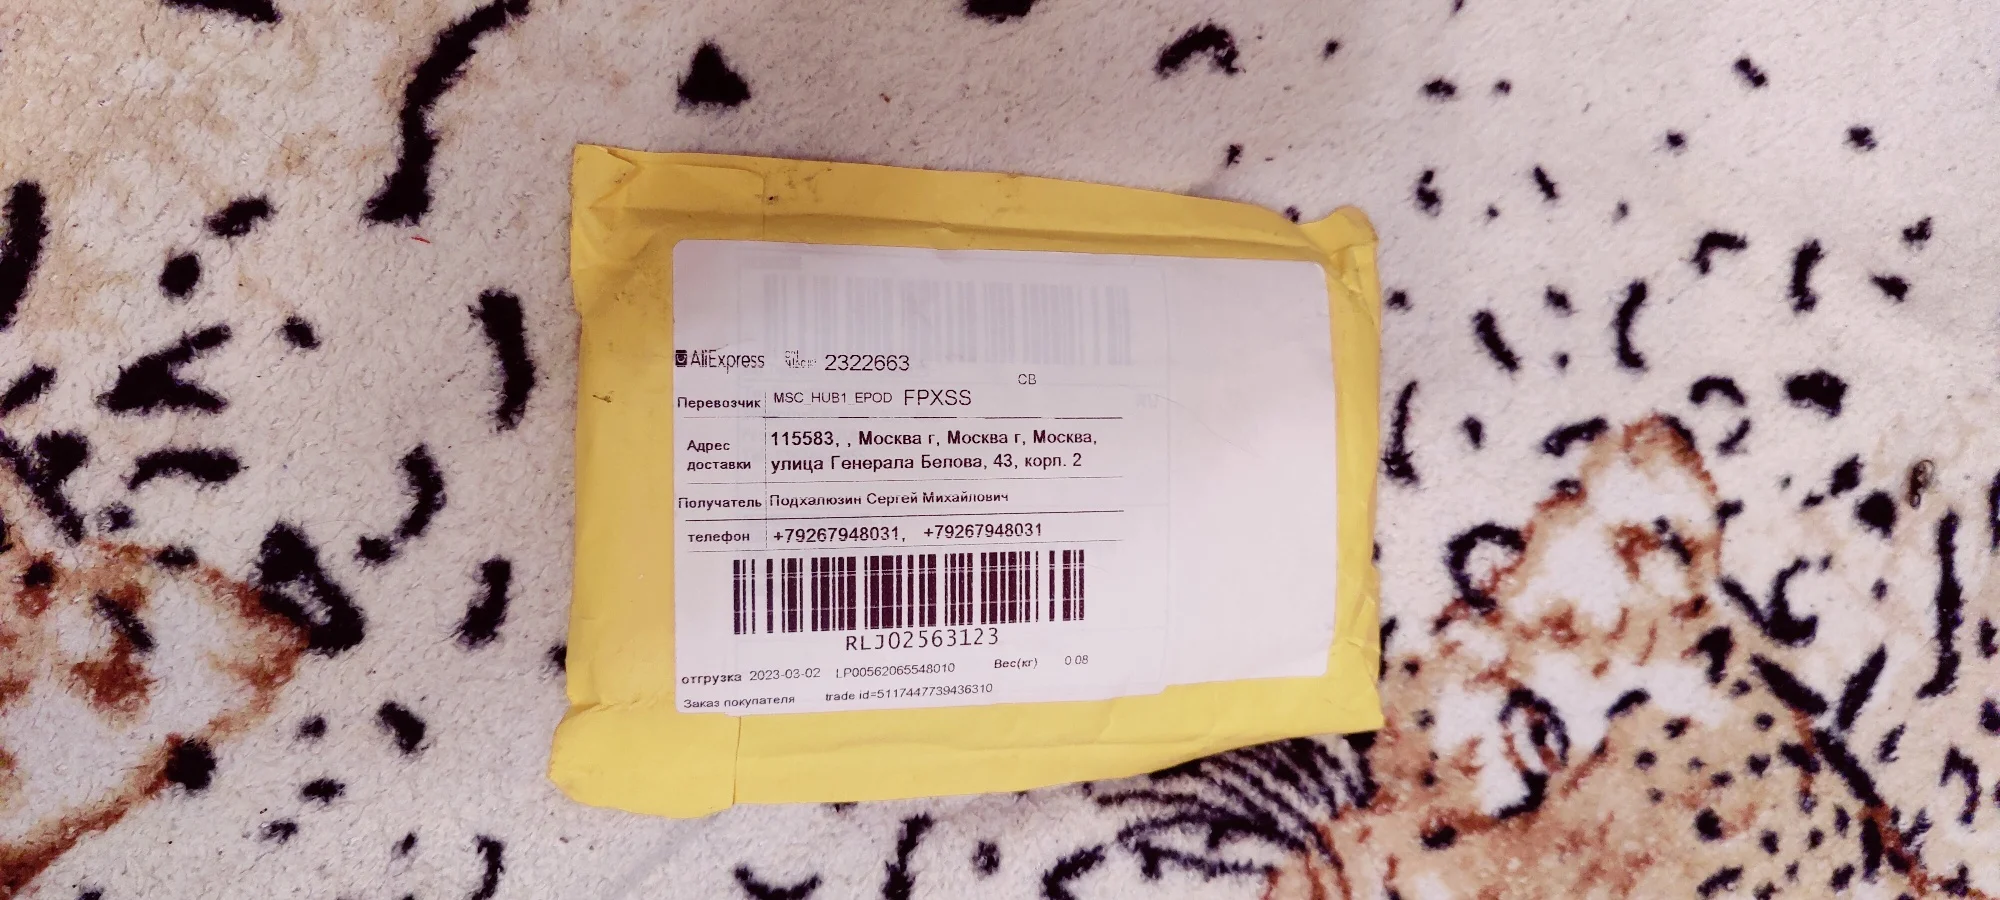 AliExpress 2322663
CB
Перевозчик MSC_HUB1_EPOD FPXSS
Адрес доставки 115583, , Москва г, Москва г, Москва,
улица Генерала Белова, 43, корп. 2
Получатель Подхалюзин Сергей Михайлович
телефон +79267948031, +79267948031
RLJ02563123
отгрузка 2023-03-02 LP00562065548010 Вес(кг) 0.08
Заказ покупателя trade id=5117447739436310